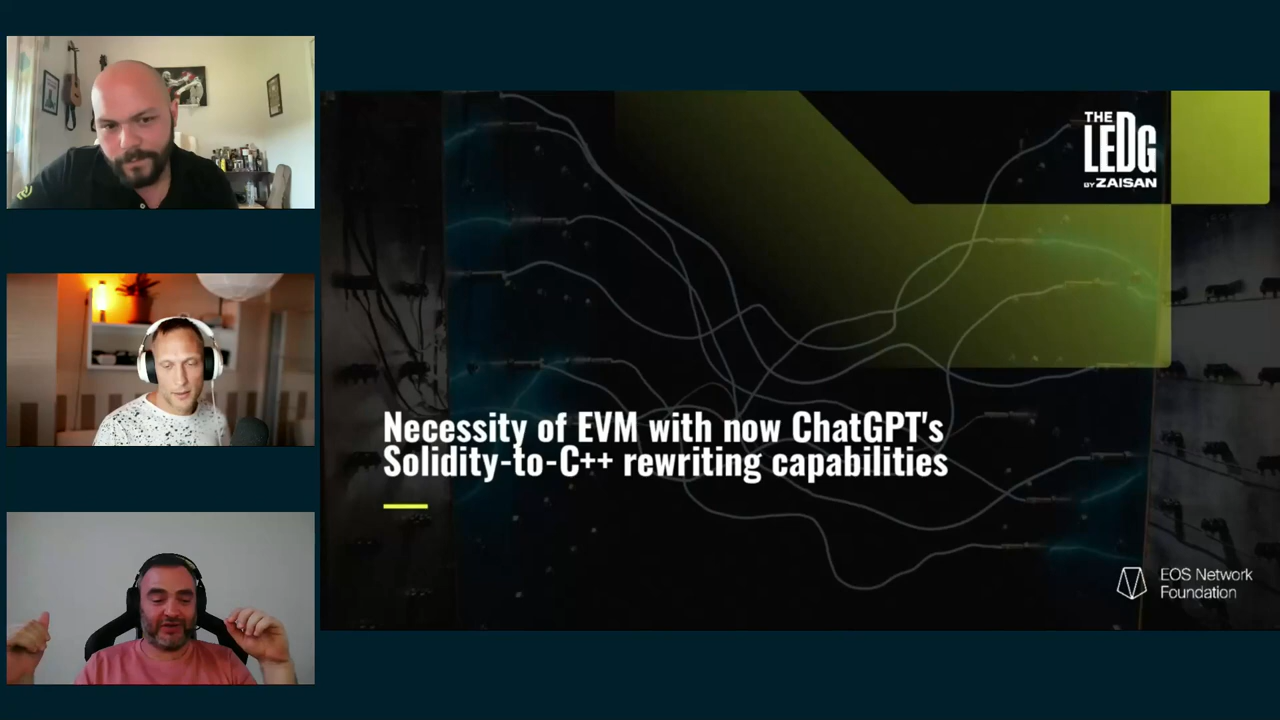 THE
LEDG
BY ZAISAN
Necessity of EVM with now ChatGPT's
Solidity-to-C++ rewriting capabilities
EOS Network
Foundation